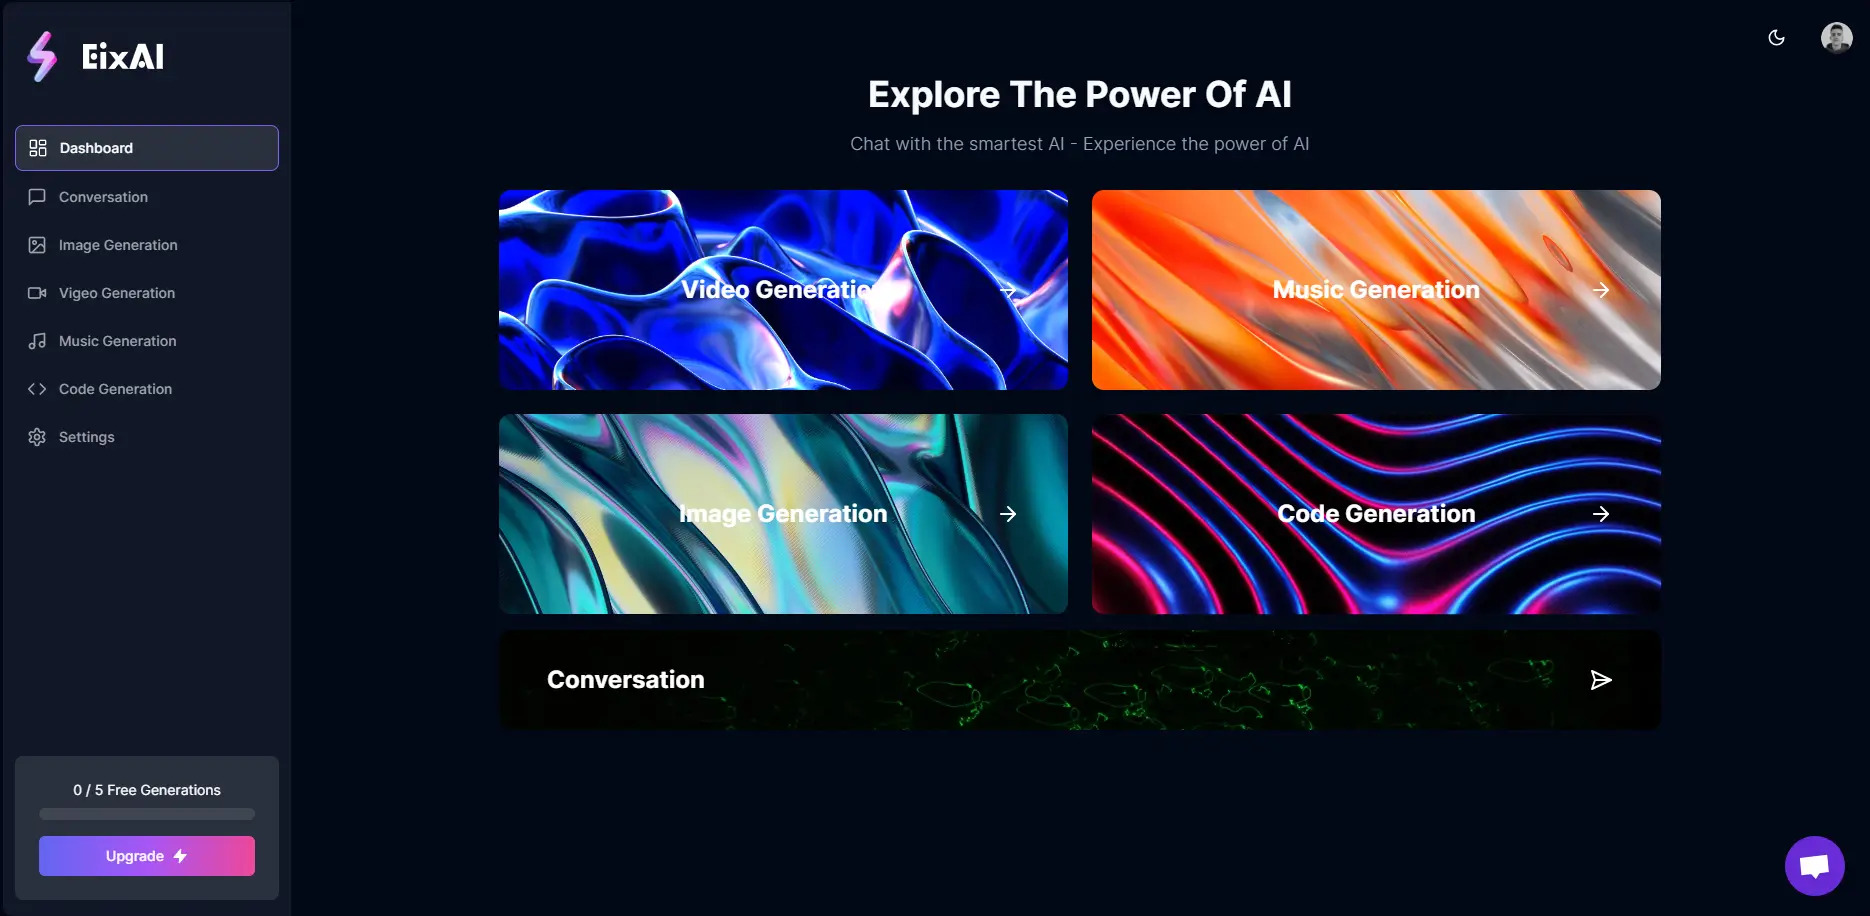 EixAI
Dashboard
Conversation
Image Generation
Vigeo Generation
Music Generation
Code Generation
Settings
0 / 5 Free Generations
Upgrade
Explore The Power Of AI
Chat with the smartest AI - Experience the power of AI
Video Generation
Music Generation
Image Generation
Code Generation
Conversation